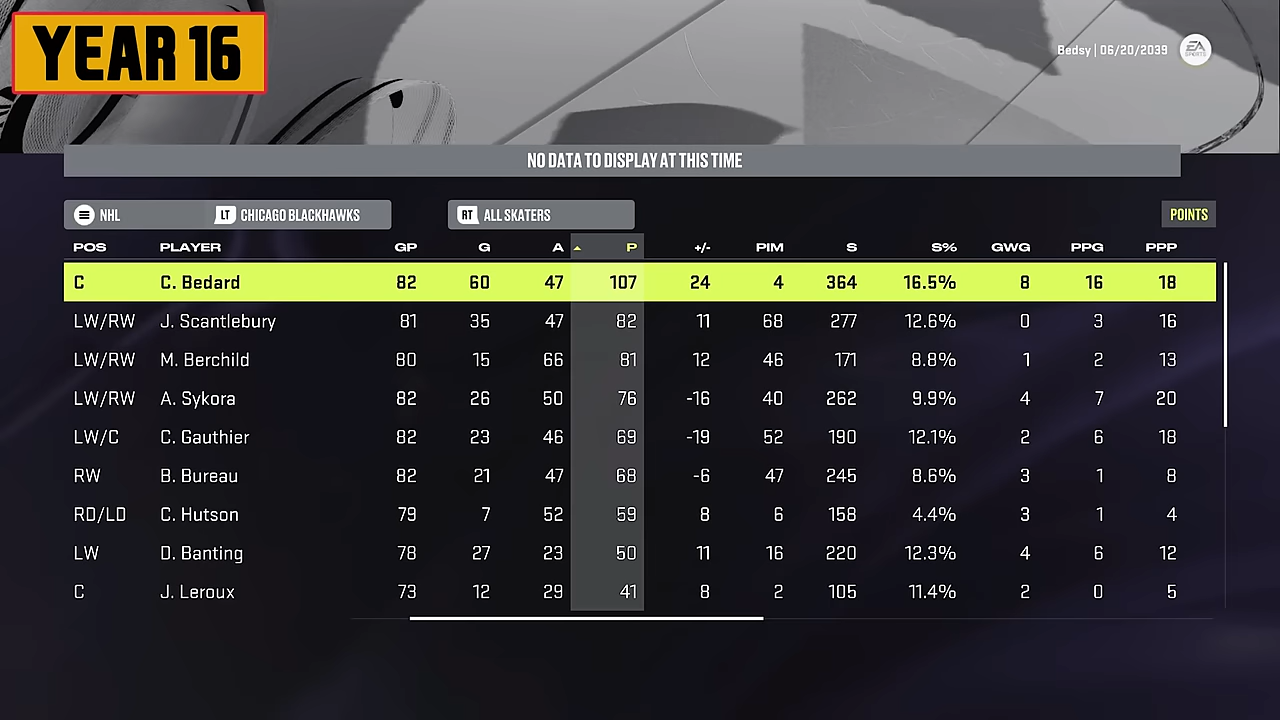 YEAR 16
Bedsy | 06/20/2039
EA SPORTS
NO DATA TO DISPLAY AT THIS TIME
NHL LT CHICAGO BLACKHAWKS RT ALL SKATERS POINTS
POS PLAYER GP G A P +/- PIM S S% GWG PPG PPP
C C. Bedard 82 60 47 107 24 4 364 16.5% 8 16 18
LW/RW J. Scantlebury 81 35 47 82 11 68 277 12.6% 0 3 16
LW/RW M. Berchild 80 15 66 81 12 46 171 8.8% 1 2 13
LW/RW A. Sykora 82 26 50 76 -16 40 262 9.9% 4 7 20
LW/C C. Gauthier 82 23 46 69 -19 52 190 12.1% 2 6 18
RW B. Bureau 82 21 47 68 -6 47 245 8.6% 3 1 8
RD/LD C. Hutson 79 7 52 59 8 6 158 4.4% 3 1 4
LW D. Banting 78 27 23 50 11 16 220 12.3% 4 6 12
C J. Leroux 73 12 29 41 8 2 105 11.4% 2 0 5